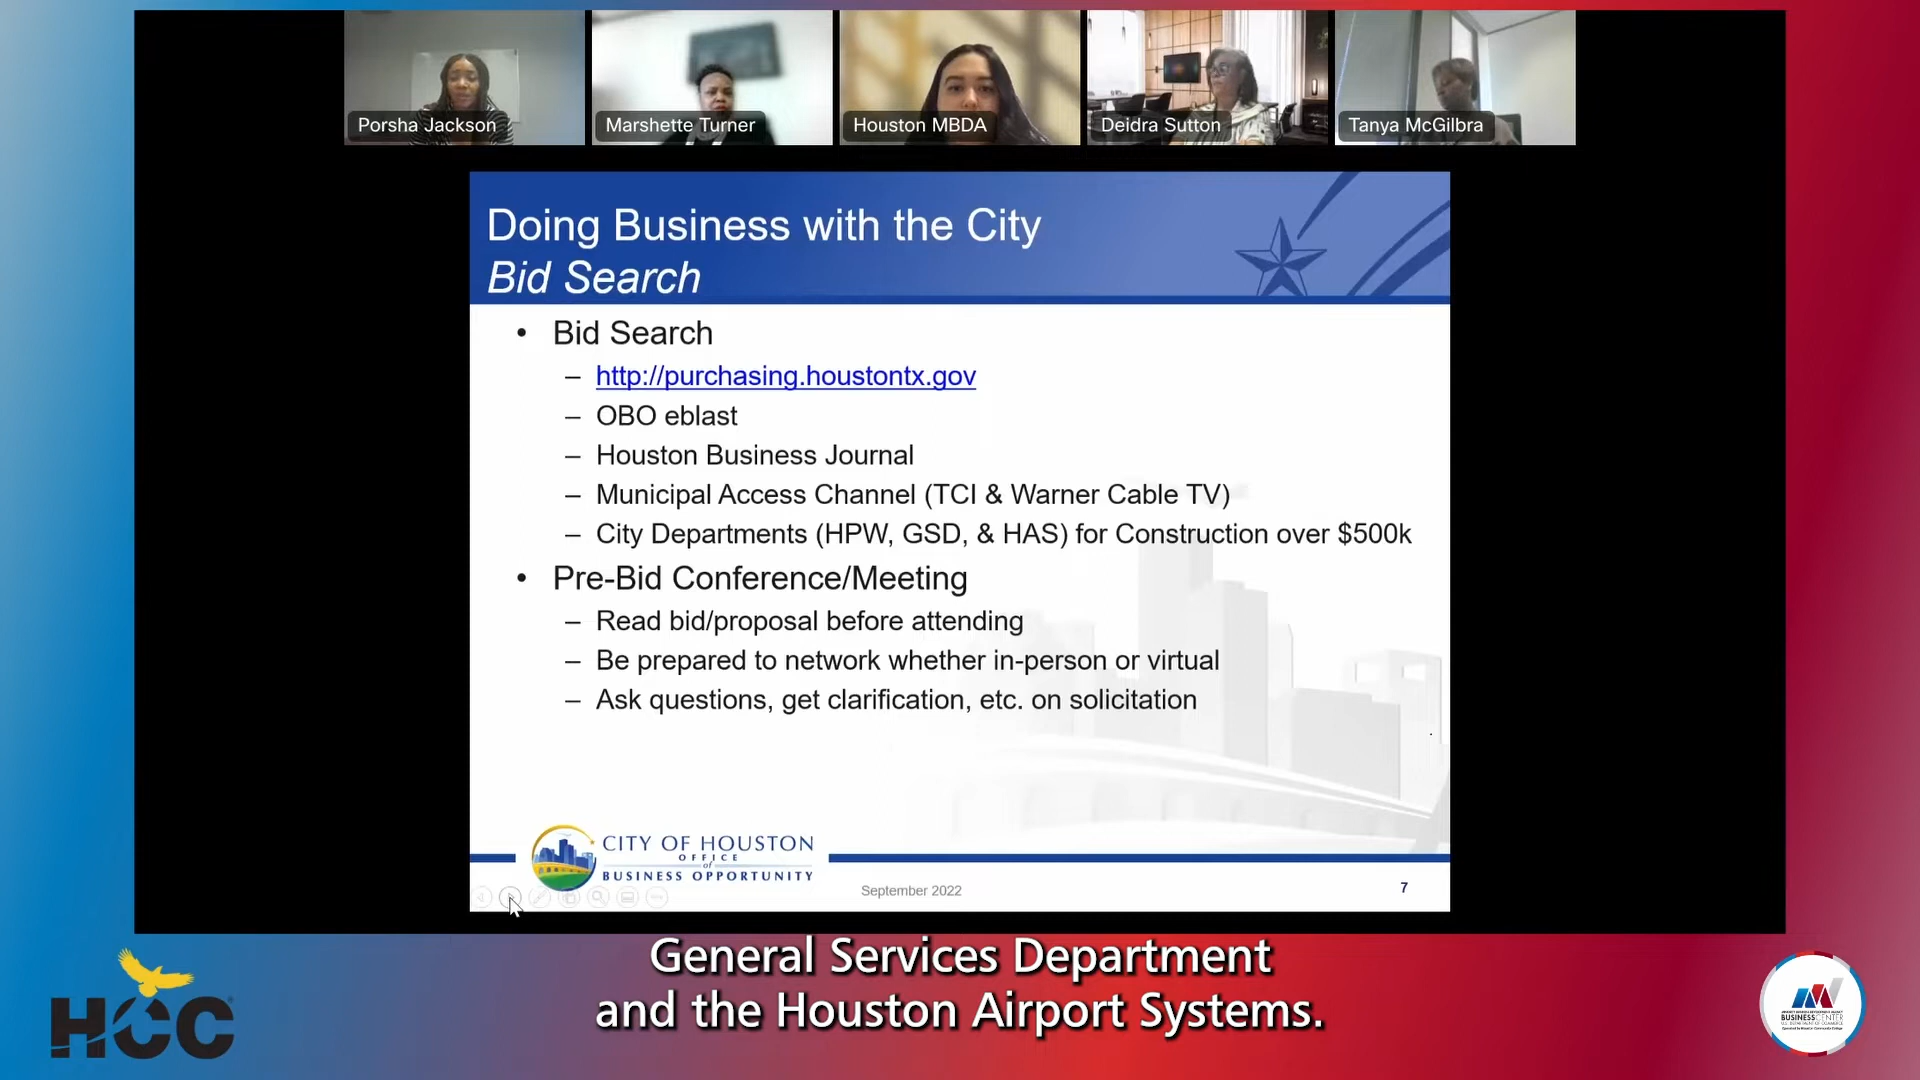 Porsha Jackson
Marshette Turner
Houston MBDA
Deidra Sutton
Tanya McGilbra
Doing Business with the City
Bid Search
• Bid Search
– http://purchasing.houstontx.gov
– OBO eblast
– Houston Business Journal
– Municipal Access Channel (TCI & Warner Cable TV)
– City Departments (HPW, GSD, & HAS) for Construction over $500k
• Pre-Bid Conference/Meeting
– Read bid/proposal before attending
– Be prepared to network whether in-person or virtual
– Ask questions, get clarification, etc. on solicitation
CITY OF HOUSTON
OFFICE
of
BUSINESS OPPORTUNITY
September 2022
7
General Services Department
and the Houston Airport Systems.
HCC
BUSINESS CENTER